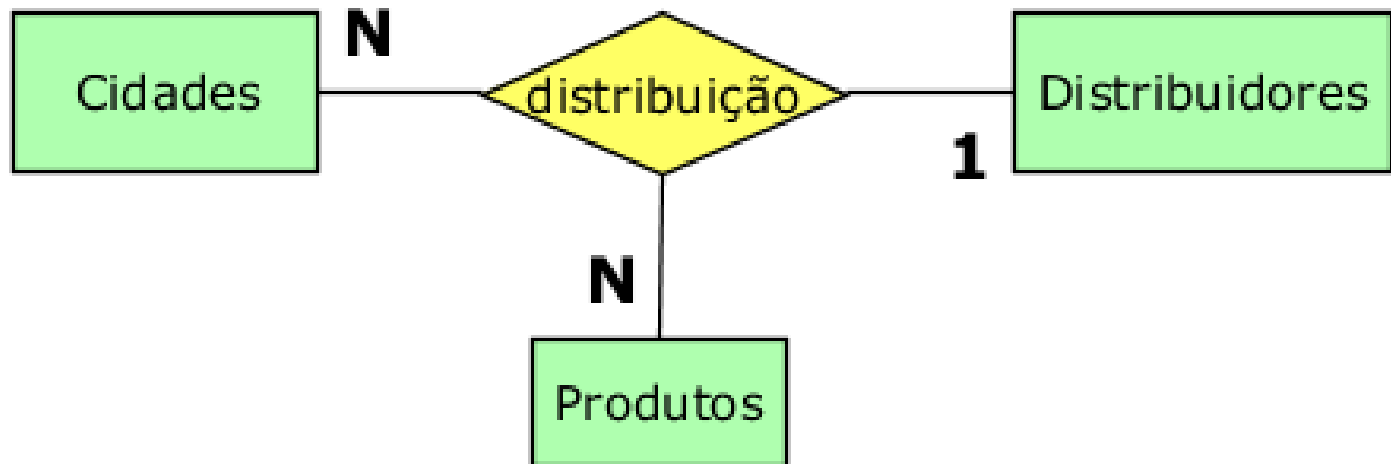 N
Cidades
distribuição
Distribuidores
1
N
Produtos